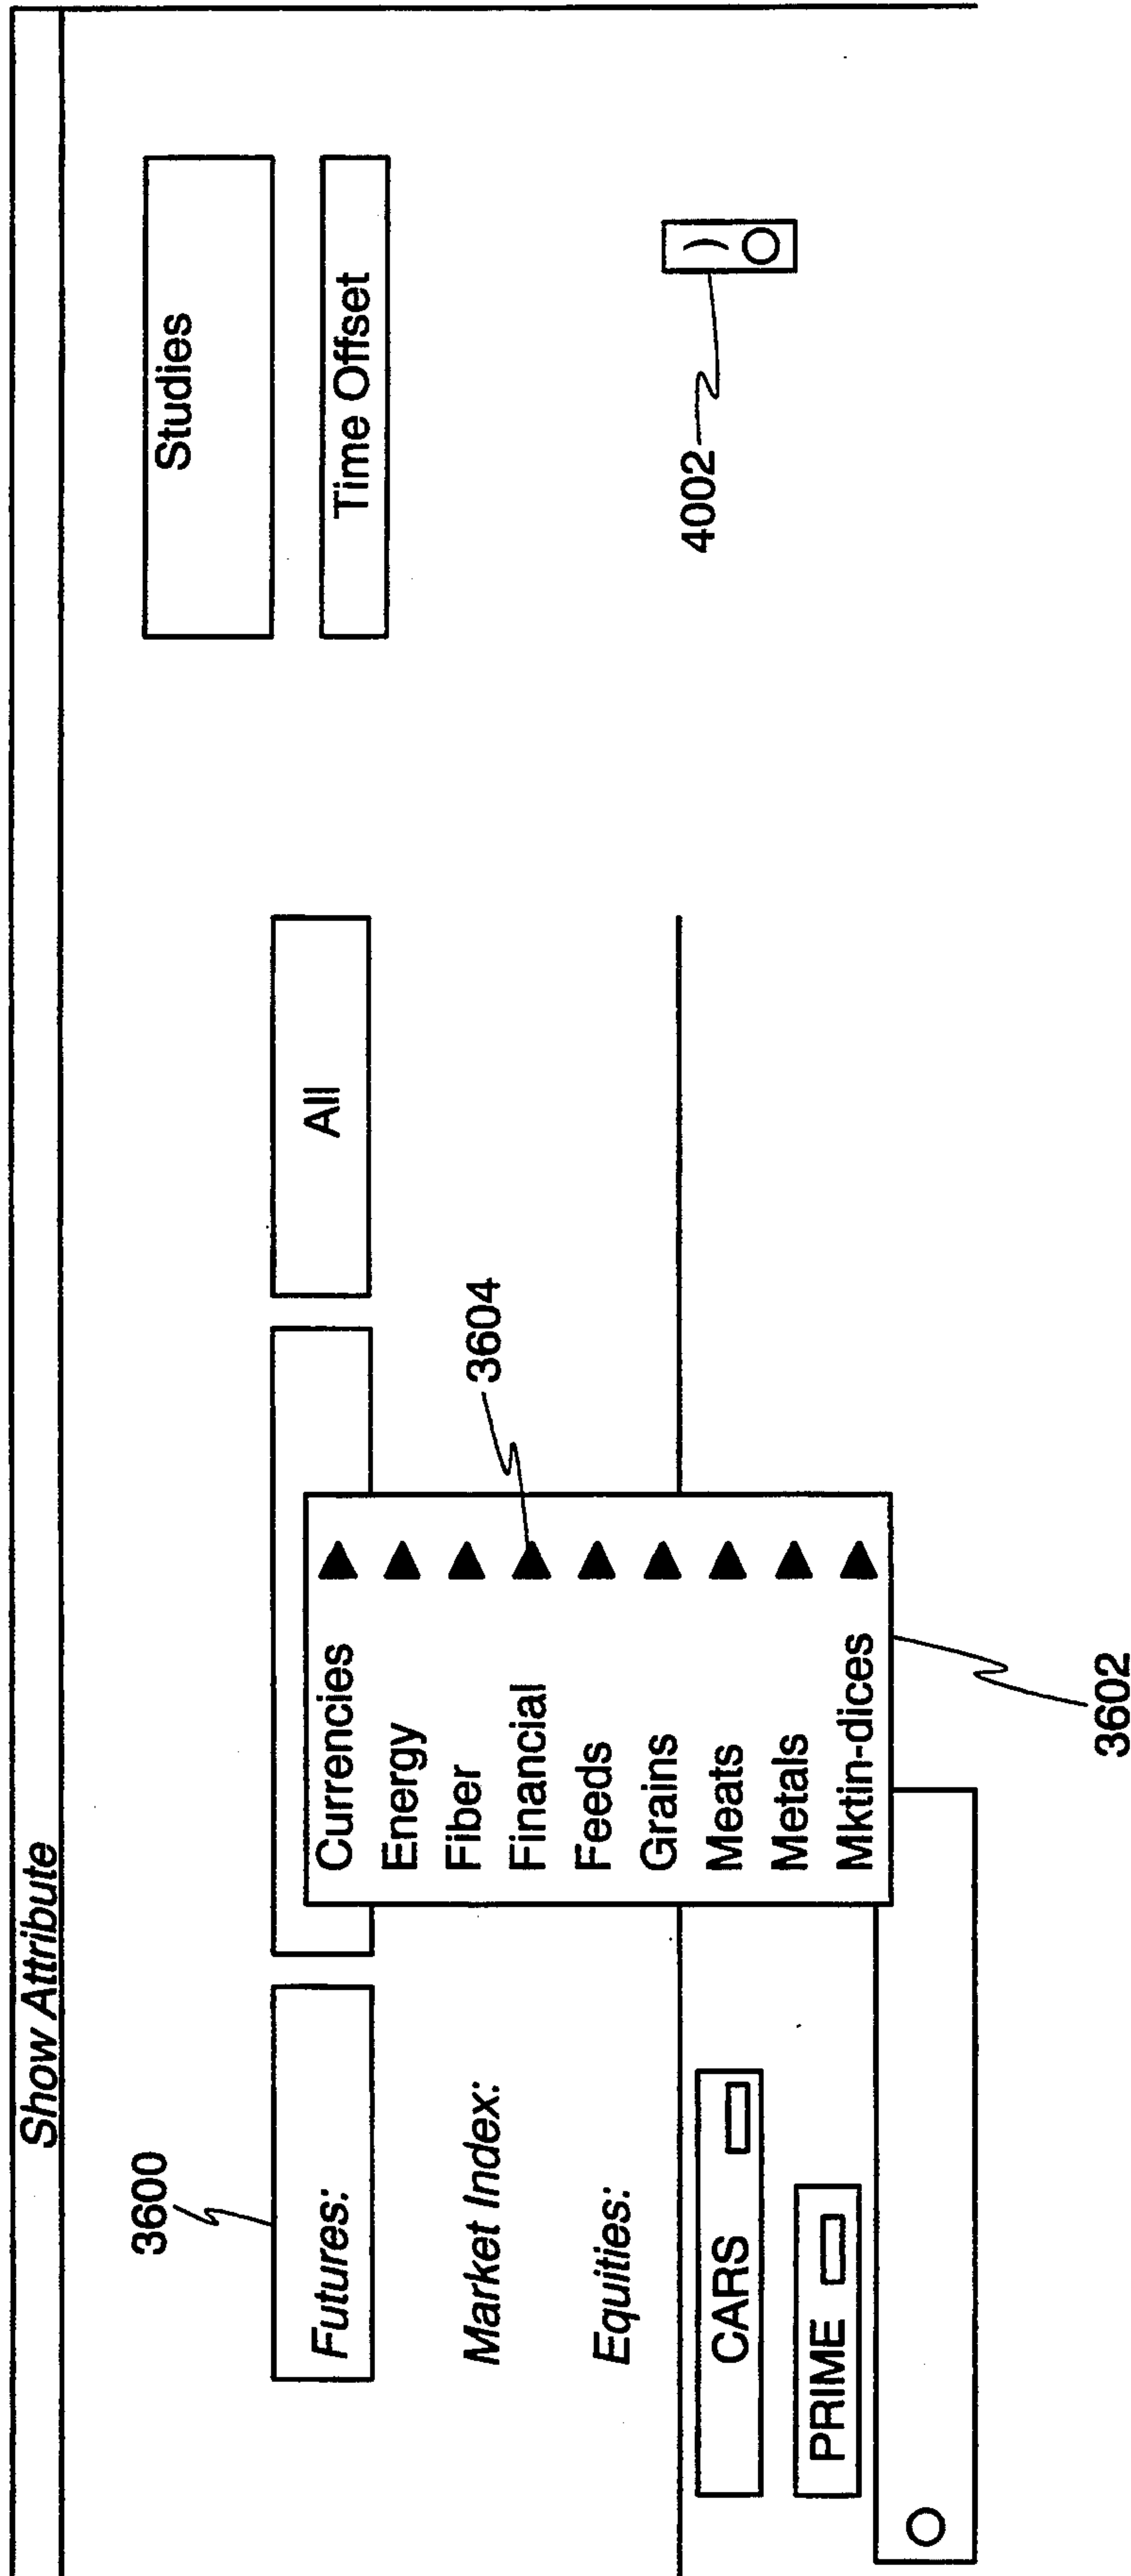 Show Attribute
3600
Studies
Futures:
All
Time Offset
Currencies
Energy
Fiber
Financial
Feeds
Grains
Meats
Metals
Mktin-dices
3604
Market Index:
Equities:
4002
CARS
PRIME
3602